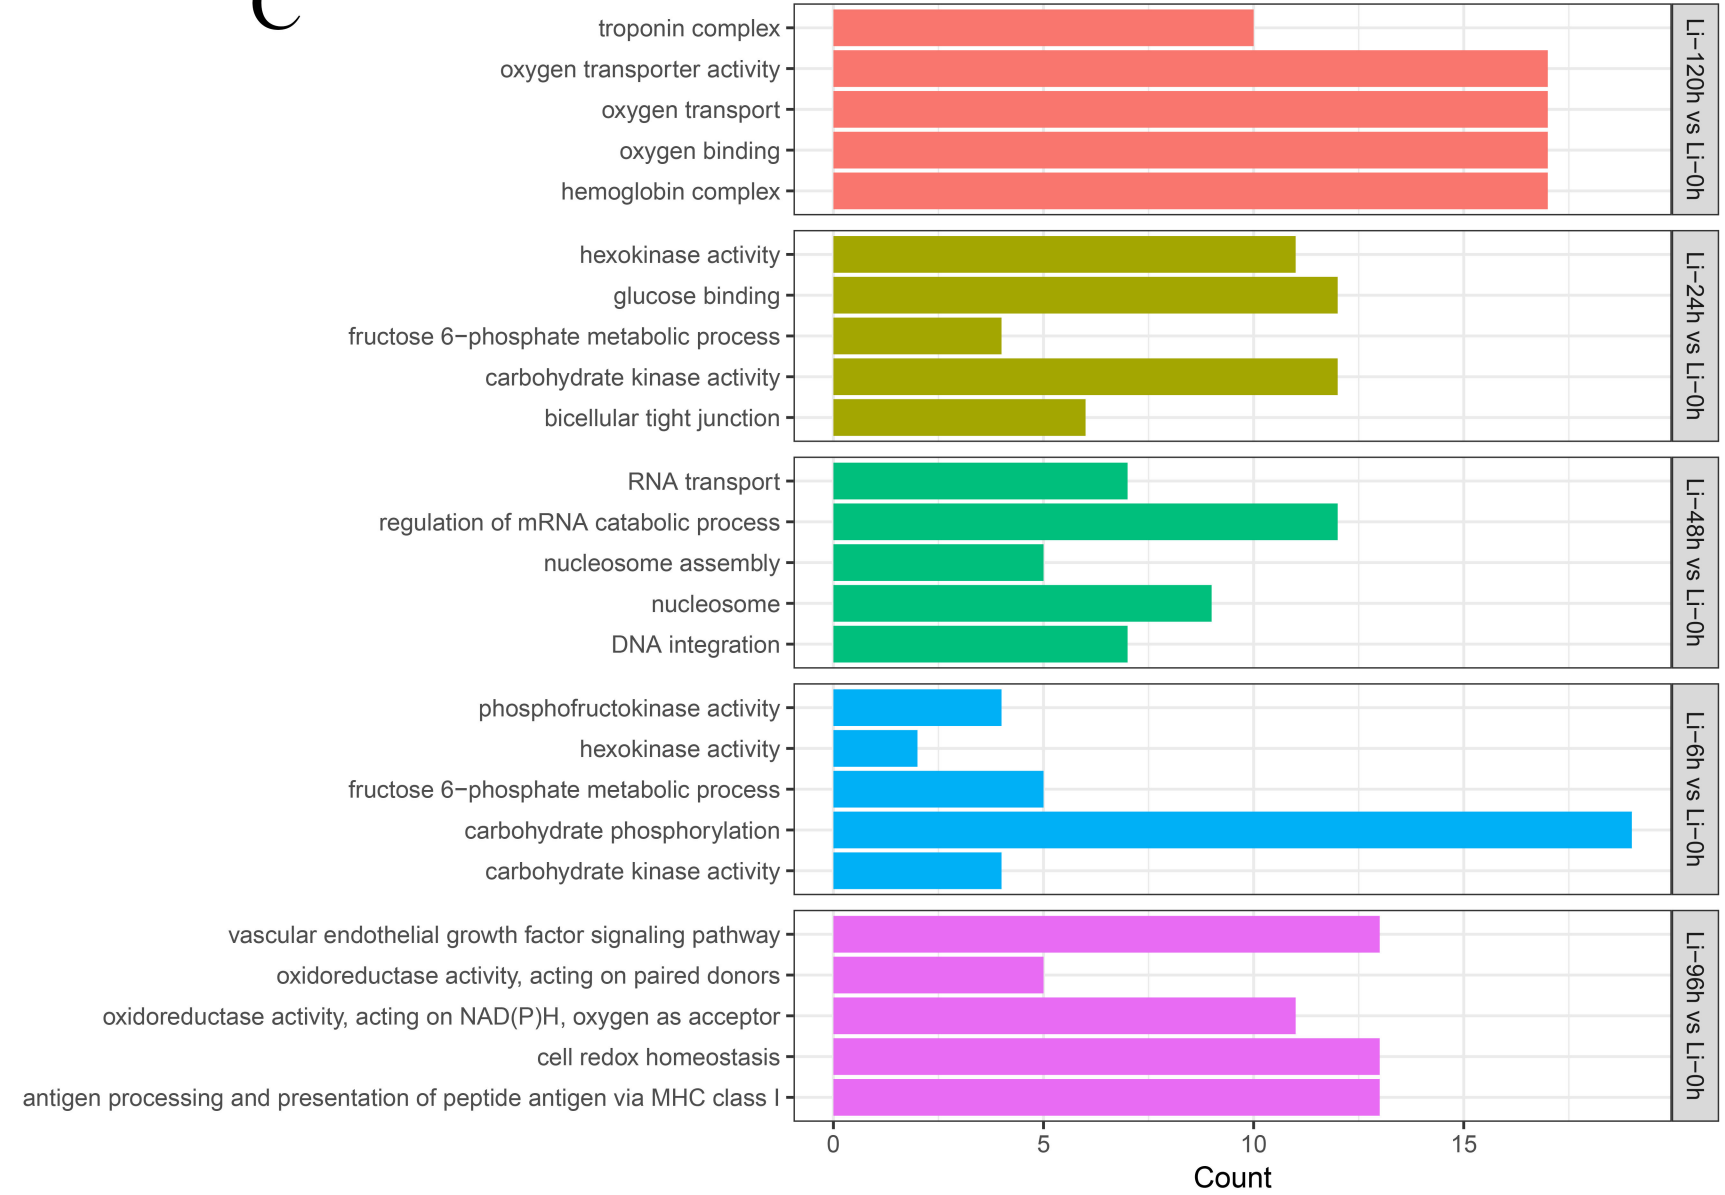 C
troponin complex
oxygen transporter activity
oxygen transport
oxygen binding
hemoglobin complex
Li−120h vs Li−0h
hexokinase activity
glucose binding
fructose 6−phosphate metabolic process
carbohydrate kinase activity
bicellular tight junction
Li−24h vs Li−0h
RNA transport
regulation of mRNA catabolic process
nucleosome assembly
nucleosome
DNA integration
Li−48h vs Li−0h
phosphofructokinase activity
hexokinase activity
fructose 6−phosphate metabolic process
carbohydrate phosphorylation
carbohydrate kinase activity
Li−6h vs Li−0h
vascular endothelial growth factor signaling pathway
oxidoreductase activity, acting on paired donors
oxidoreductase activity, acting on NAD(P)H, oxygen as acceptor
cell redox homeostasis
antigen processing and presentation of peptide antigen via MHC class I
Li−96h vs Li−0h
0 5 10 15
Count